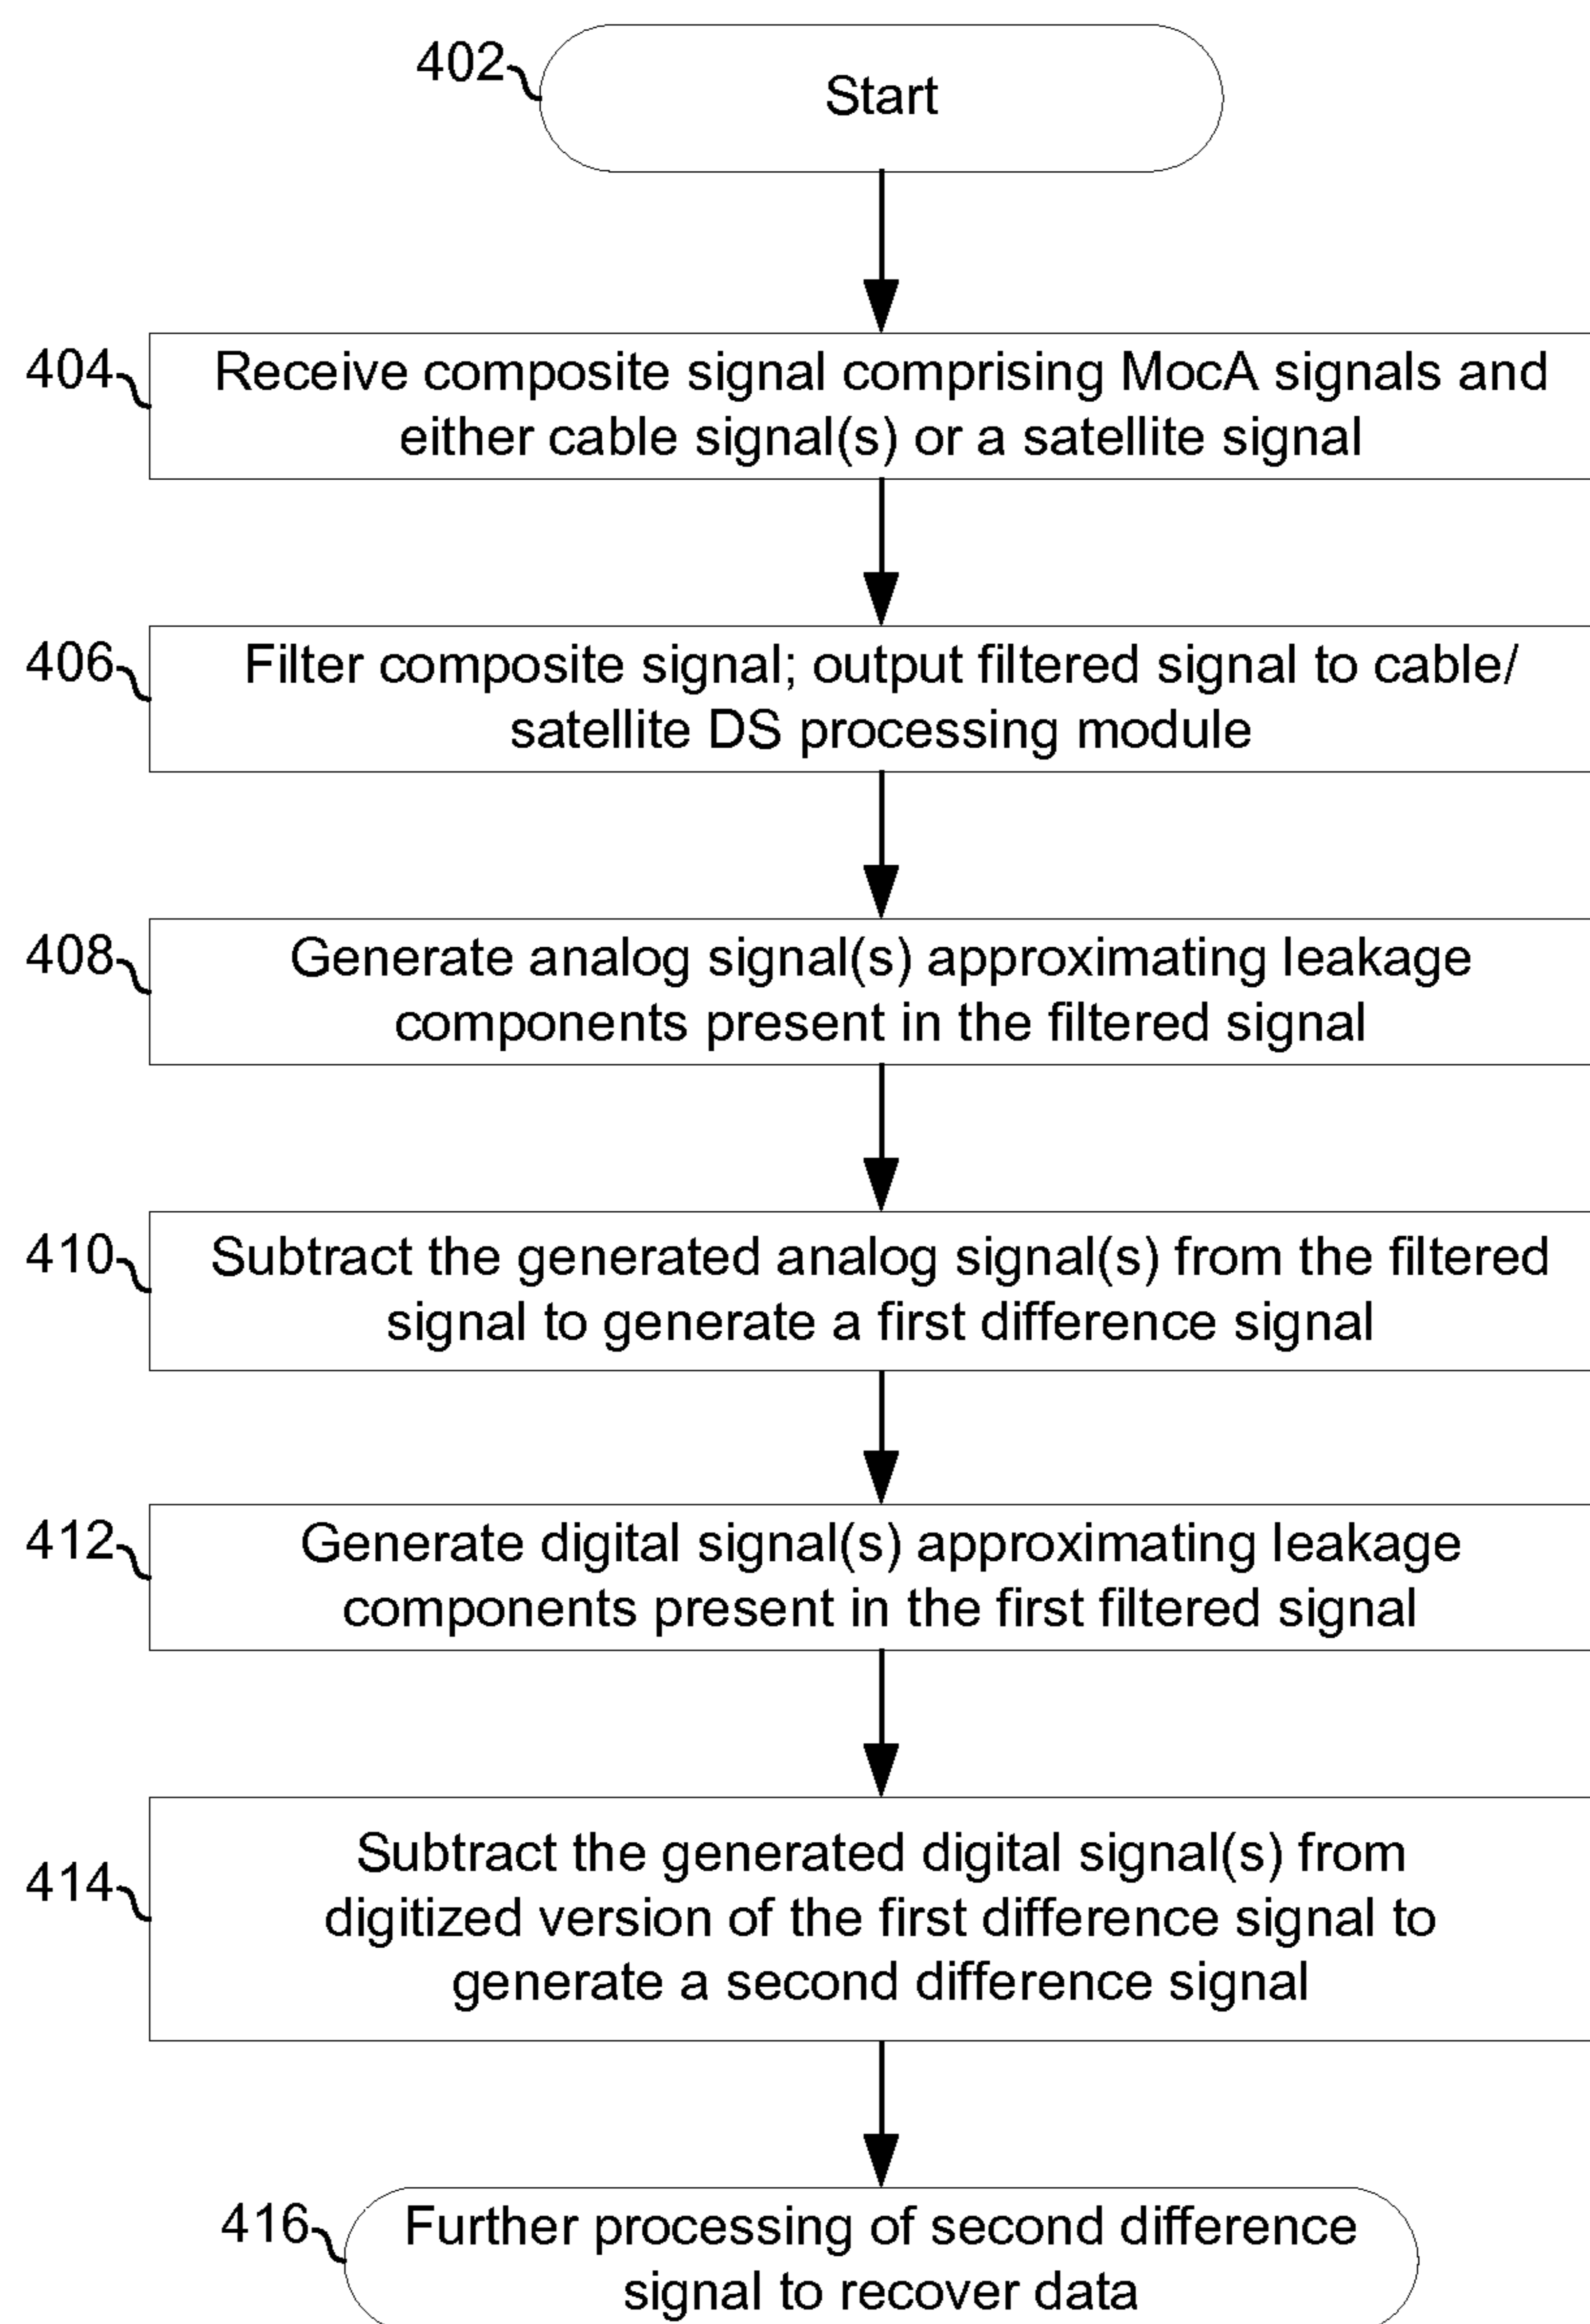 402
Start
404
Receive composite signal comprising MocA signals and
either cable signal(s) or a satellite signal
406
Filter composite signal; output filtered signal to cable/
satellite DS processing module
408
Generate analog signal(s) approximating leakage
components present in the filtered signal
410
Subtract the generated analog signal(s) from the filtered
signal to generate a first difference signal
412
Generate digital signal(s) approximating leakage
components present in the first filtered signal
414
Subtract the generated digital signal(s) from
digitized version of the first difference signal to
generate a second difference signal
416
Further processing of second difference
signal to recover data